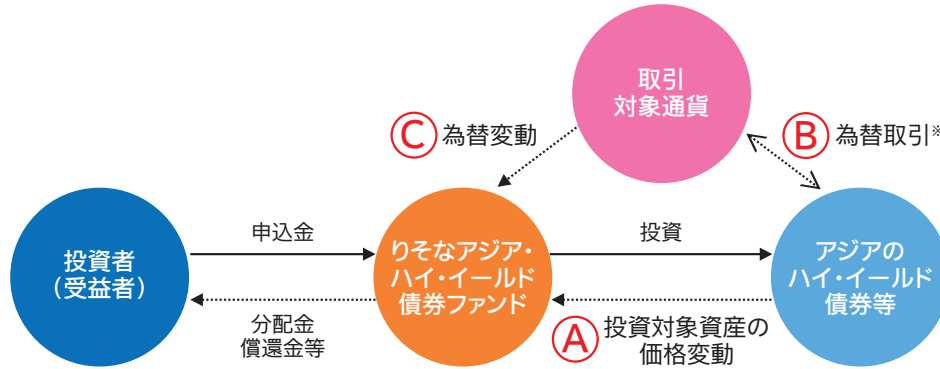 取引
対象通貨
Ⓒ 為替変動
Ⓑ 為替取引※
投資者
（受益者）
申込金
りそなアジア・
ハイ・イールド
債券ファンド
投資
アジアの
ハイ・イールド
債券等
分配金
償還金等
Ⓐ 投資対象資産の
価格変動